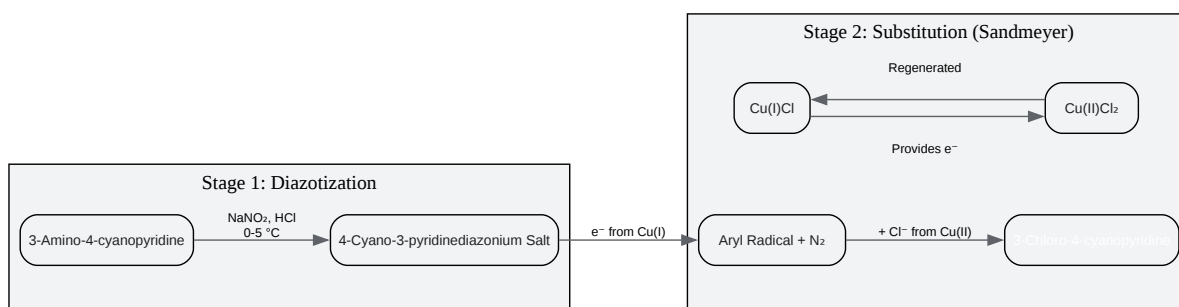 Stage 2: Substitution (Sandmeyer)
Regenerated
Cu(I)Cl
Cu(II)Cl₂
Provides e⁻
Stage 1: Diazotization
3-Amino-4-cyanopyridine
NaNO₂, HCl
0-5 °C
4-Cyano-3-pyridinediazonium Salt
e⁻ from Cu(I)
Aryl Radical + N₂
+ Cl⁻ from Cu(II)
3-Chloro-4-cyanopyridine